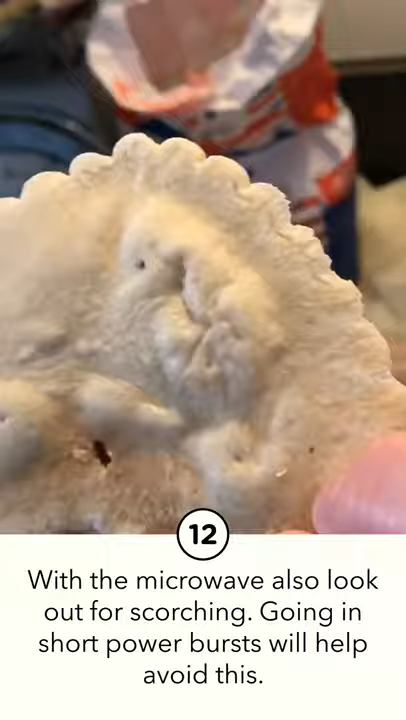 12
With the microwave also look
out for scorching. Going in
short power bursts will help
avoid this.